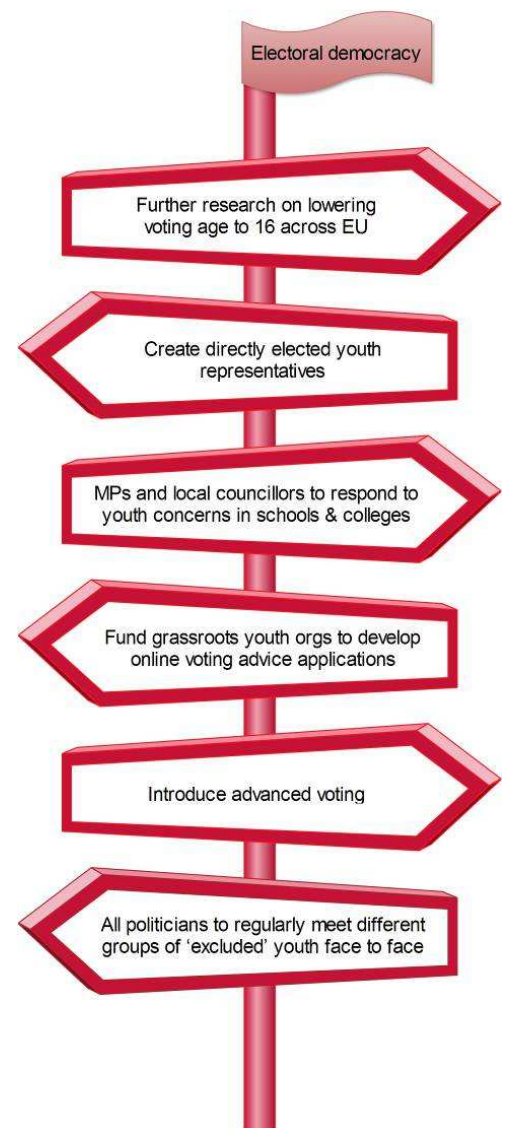 Electoral democracy
Further research on lowering
voting age to 16 across EU
Create directly elected youth
representatives
MPs and local councillors to respond to
youth concerns in schools & colleges
Fund grassroots youth orgs to develop
online voting advice applications
Introduce advanced voting
All politicians to regularly meet different
groups of ‘excluded’ youth face to face